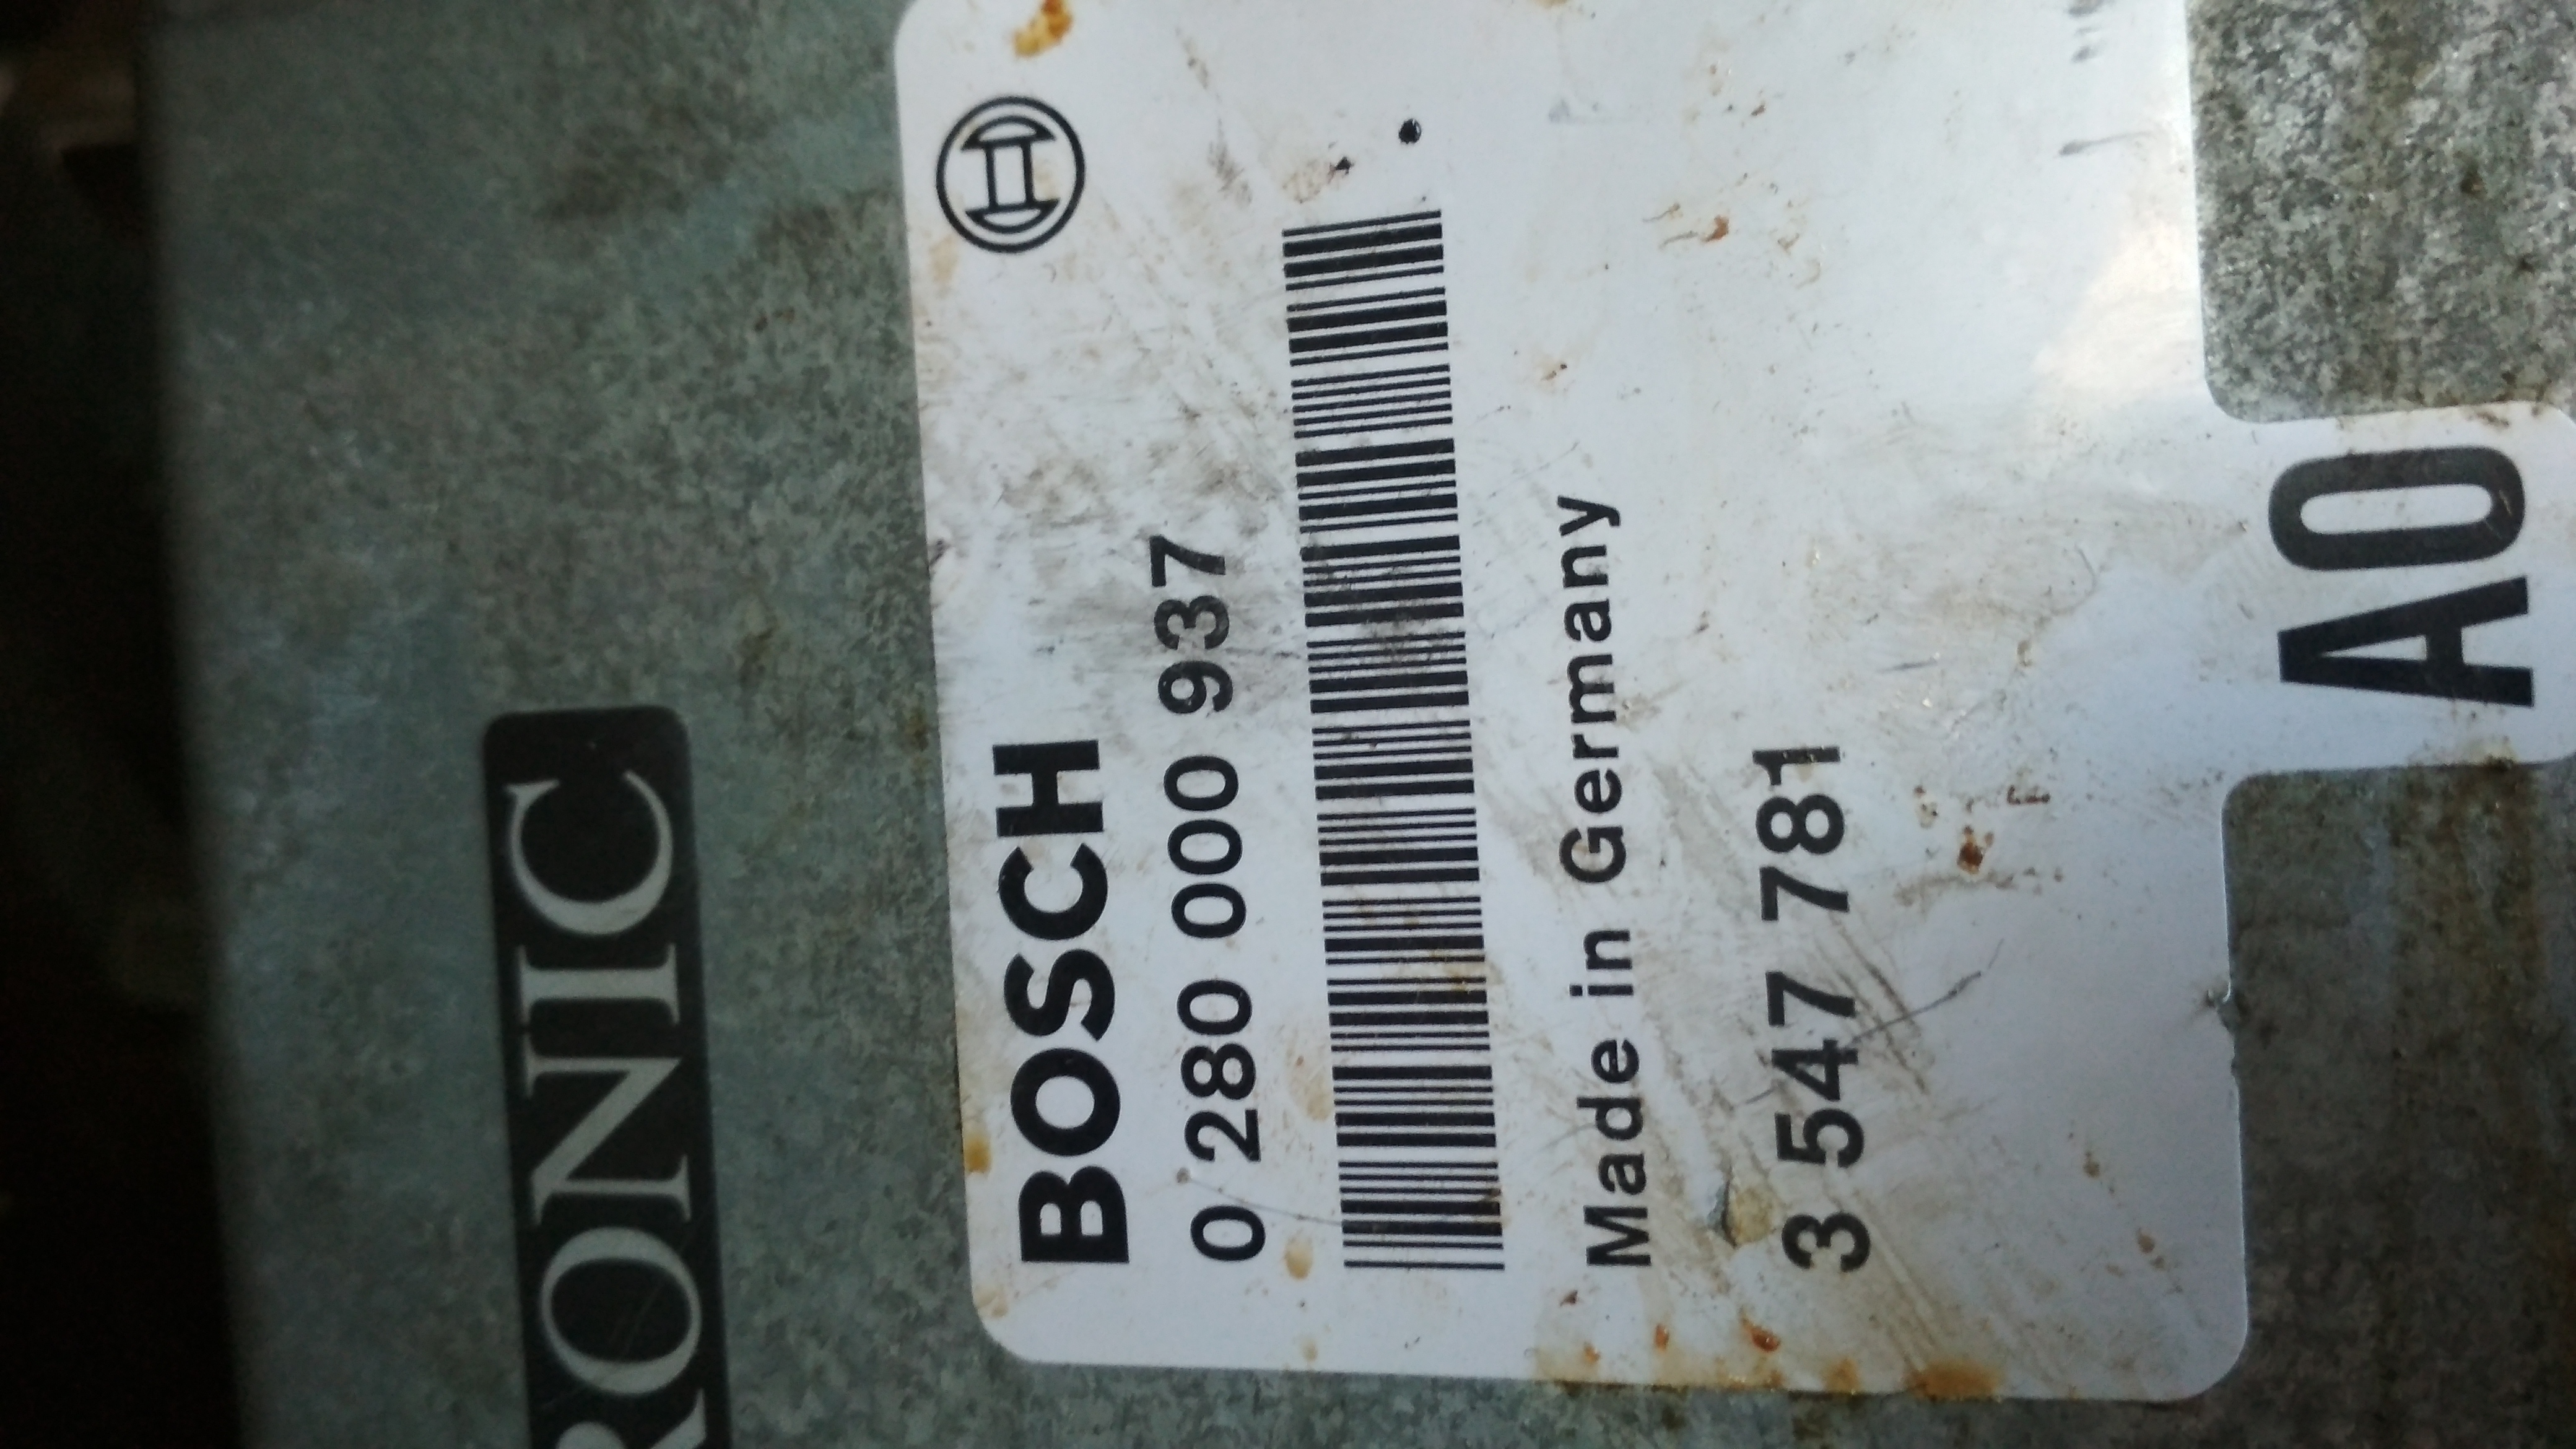 RONIC
BOSCH
0 280 000 937
Made in Germany
3 547 781
A0